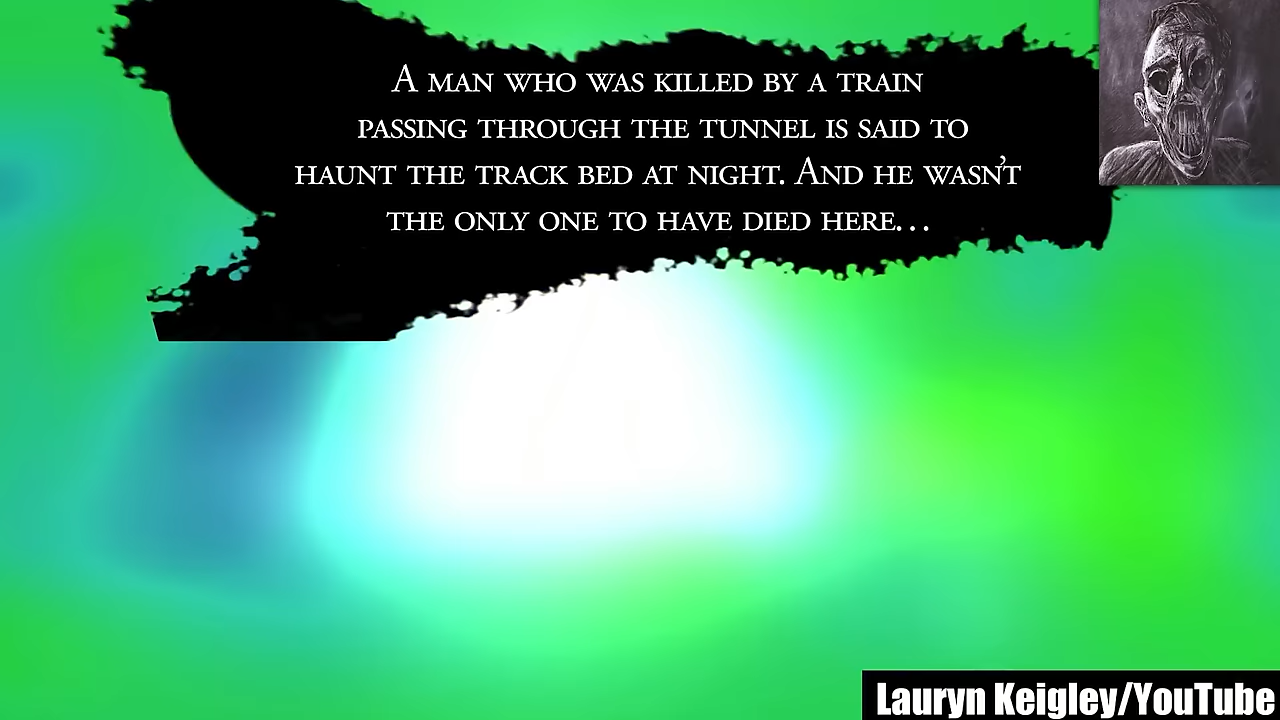 A MAN WHO WAS KILLED BY A TRAIN
PASSING THROUGH THE TUNNEL IS SAID TO
HAUNT THE TRACK BED AT NIGHT. AND HE WASN'T
THE ONLY ONE TO HAVE DIED HERE...
Lauryn Keigley/YouTube